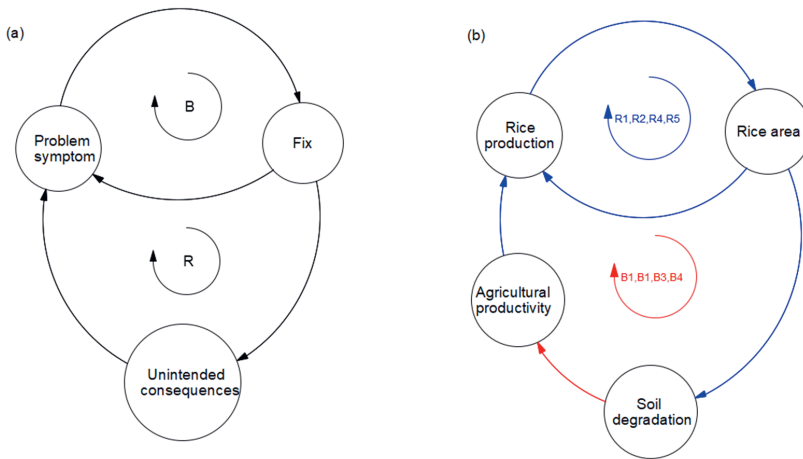 (a)
B
Problem
symptom
Fix
R
Unintended
consequences
(b)
R1,R2,R4,R5
Rice
production
Rice area
B1,B1,B3,B4
Agricultural
productivity
Soil
degradation